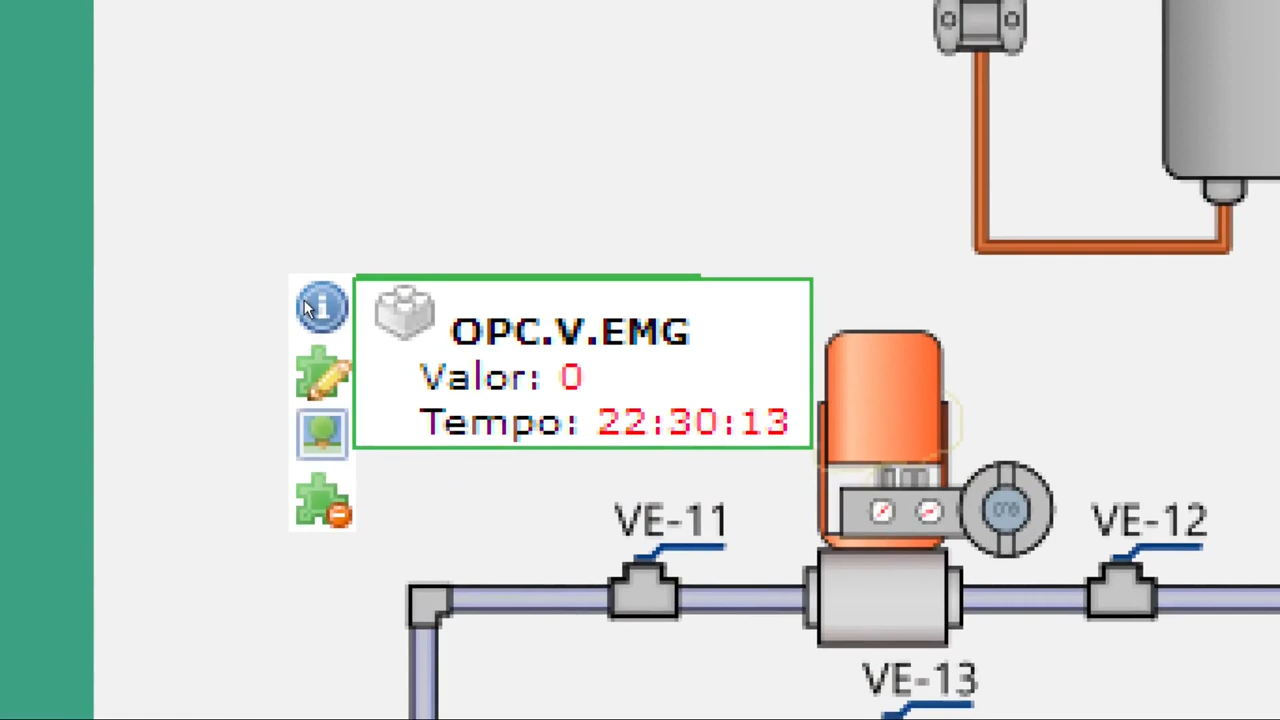 OPC.V.EMG
Valor: 0
Tempo: 22:30:13
VE-11
VE-12
VE-13